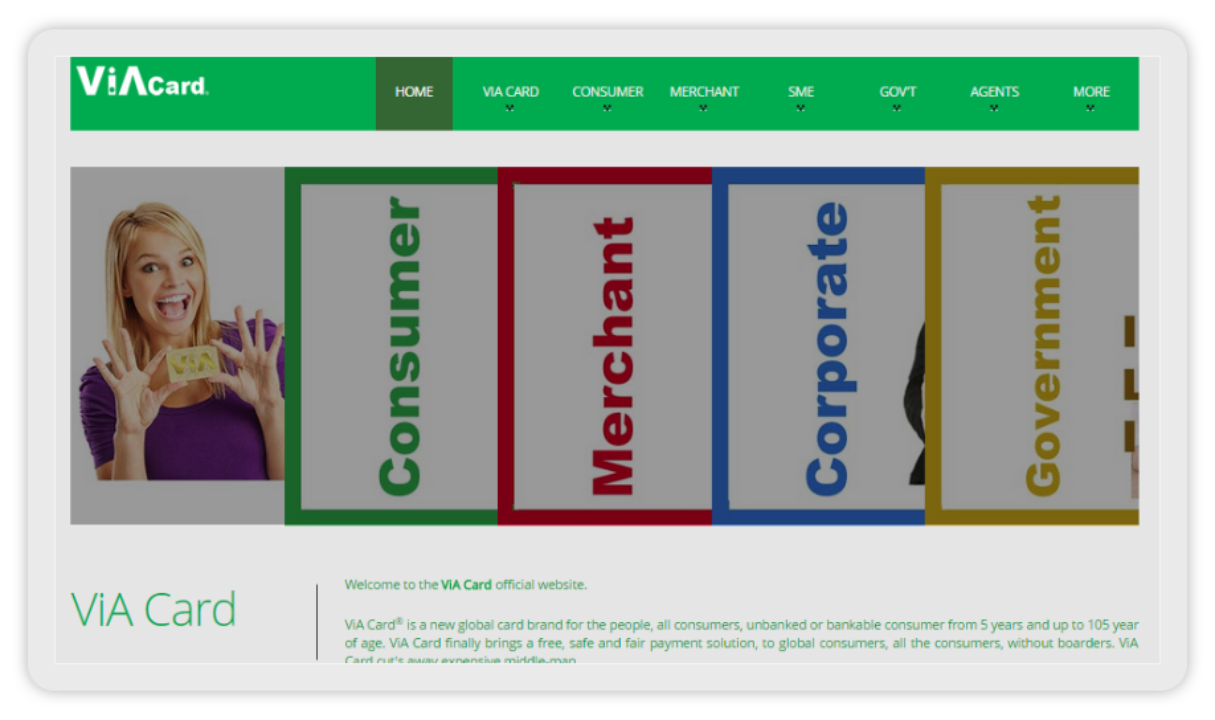 ViACard.
HOME VIA CARD CONSUMER MERCHANT SME GOV'T AGENTS MORE
VIA
Consumer
Merchant
Corporate
Government
ViA Card
Welcome to the ViA Card official website.
ViA Card® is a new global card brand for the people, all consumers, unbanked or bankable consumer from 5 years and up to 105 year
of age. ViA Card finally brings a free, safe and fair payment solution, to global consumers, all the consumers, without boarders. ViA
Card cut's away expensive middle-man